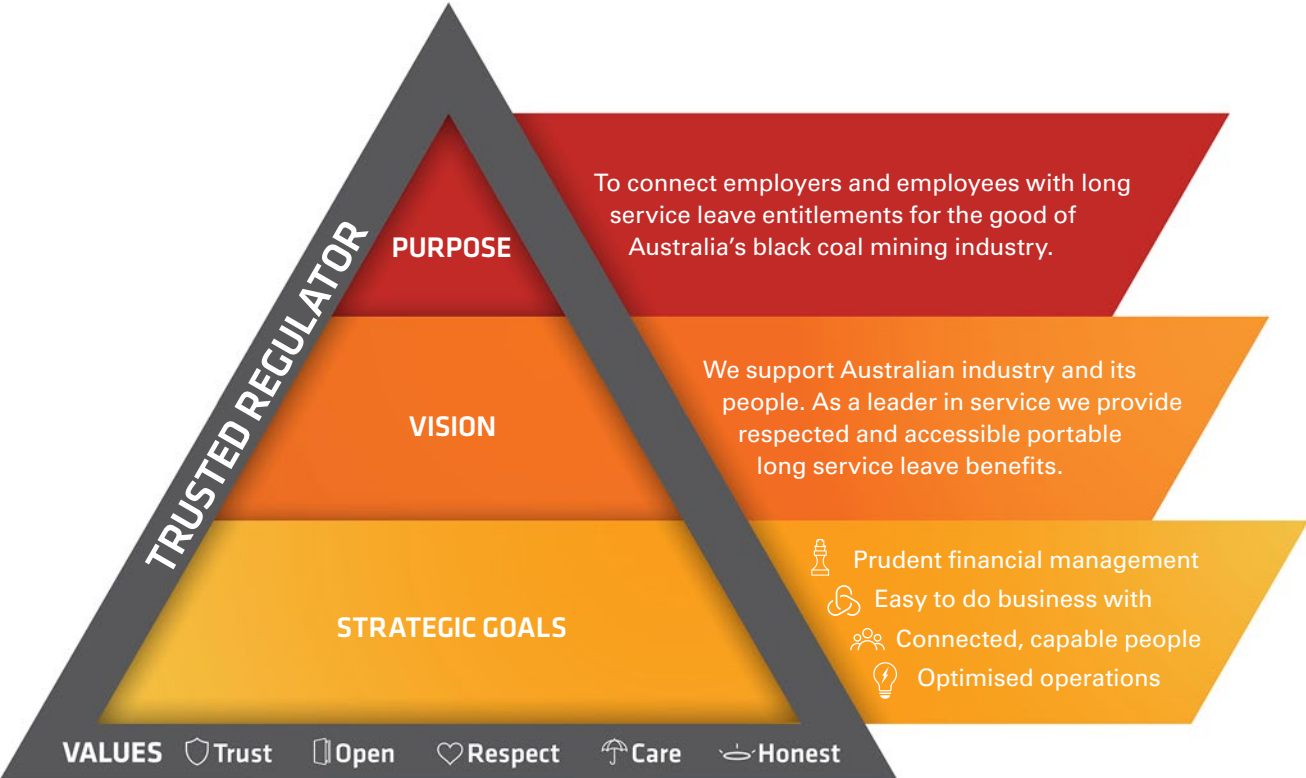 TRUSTED REGULATOR
PURPOSE
To connect employers and employees with long
service leave entitlements for the good of
Australia’s black coal mining industry.
VISION
We support Australian industry and its
people. As a leader in service we provide
respected and accessible portable
long service leave benefits.
STRATEGIC GOALS
Prudent financial management
Easy to do business with
Connected, capable people
Optimised operations
VALUES Trust Open Respect Care Honest